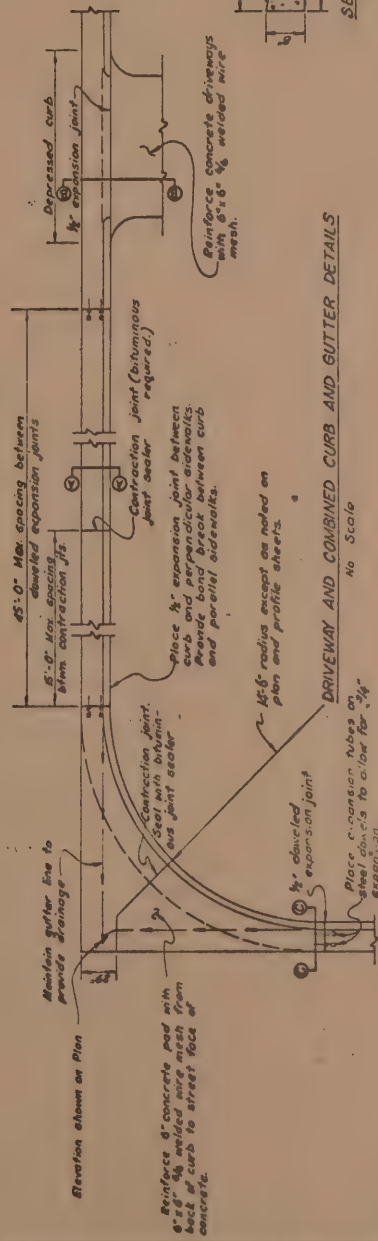 Elevation shown on Plan
Maintain gutter line to
provide drainage
45'-0" Max. spacing between
doweled expansion joints
15'-0" Max spacing
btwn. contraction jts.
Contraction joint (bituminous
joint sealer required.)
Depressed curb
½" expansion joint
Reinforce concrete driveways
with 6"x 6" 6/6 welded wire
mesh.
Place ½" expansion joint between
curb and perpendicular sidewalks.
Provide bond break between curb
and parallel sidewalks.
Contraction joint.
Seal with bitumin-
ous joint sealer
Reinforce 6" concrete pad with
6"x 6" 6/6 welded wire mesh from
back of curb to street face of
concrete.
radius except as noted on
plan and profile sheets.
½" doweled
expansion joint
Place expansion tubes on
steel dowels to allow for 3/4"
expansion
A
A
B
B
C
C
DRIVEWAY AND COMBINED CURB AND GUTTER DETAILS
No Scale